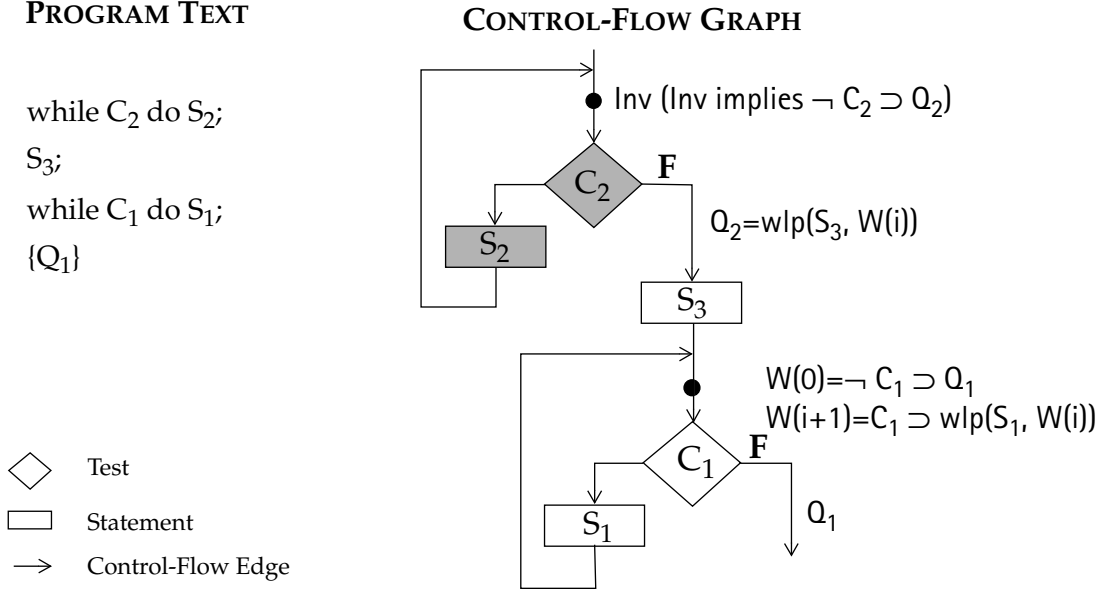 PROGRAM TEXT
while C₂ do S₂;
S₃;
while C₁ do S₁;
{Q₁}
CONTROL-FLOW GRAPH
Inv (Inv implies ¬ C₂ ⊃ Q₂)
C₂
F
S₂
Q₂=wlp(S₃, W(i))
S₃
W(0)=¬ C₁ ⊃ Q₁
W(i+1)=C₁ ⊃ wlp(S₁, W(i))
C₁
F
S₁
Q₁
Test
Statement
Control-Flow Edge